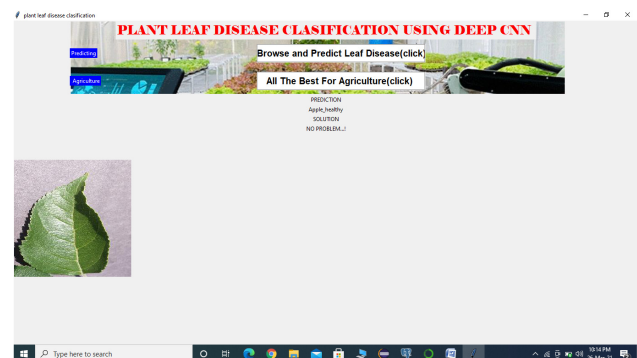 plant leaf disease clasification
PLANT LEAF DISEASE CLASIFICATION USING DEEP CNN
Predicting
Browse and Predict Leaf Disease(click)
Agriculture
All The Best For Agriculture(click)
PREDICTION
Apple_healthy
SOLUTION
NO PROBLEM...!
Type here to search
10:14 PM